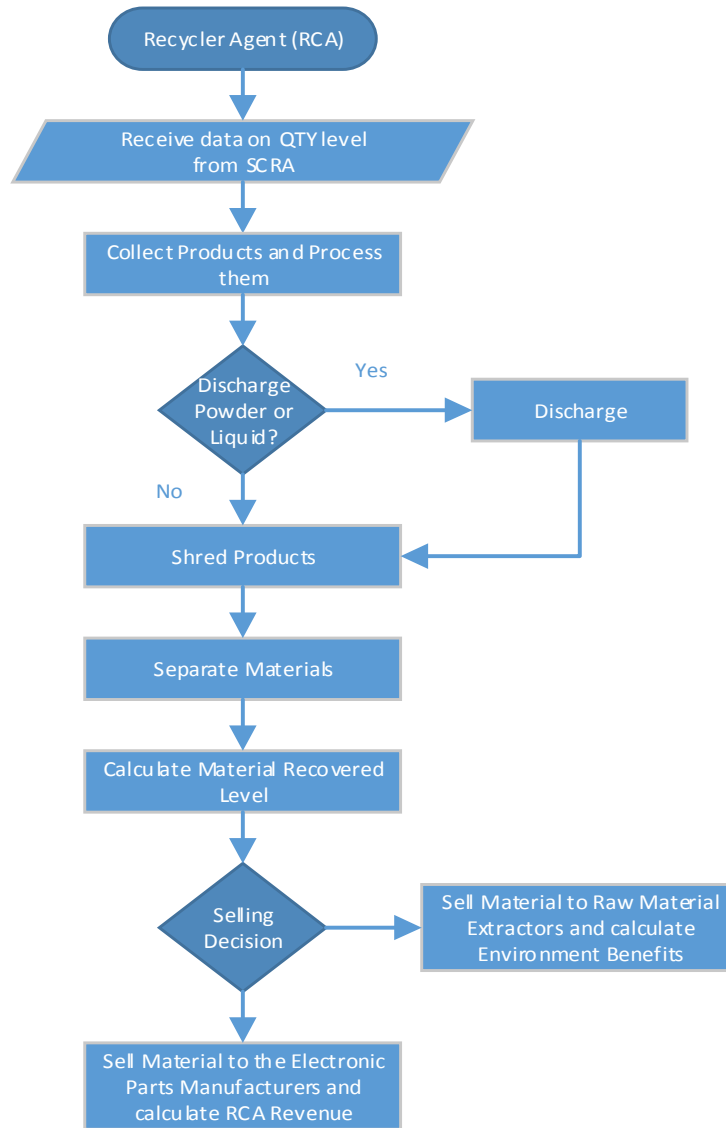 Recycler Agent (RCA)
Receive data on QTY level
from SCRA
Collect Products and Process
them
Discharge
Powder or
Liquid?
Yes
Discharge
No
Shred Products
Separate Materials
Calculate Material Recovered
Level
Selling
Decision
Sell Material to Raw Material
Extractors and calculate
Environment Benefits
Sell Material to the Electronic
Parts Manufacturers and
calculate RCA Revenue